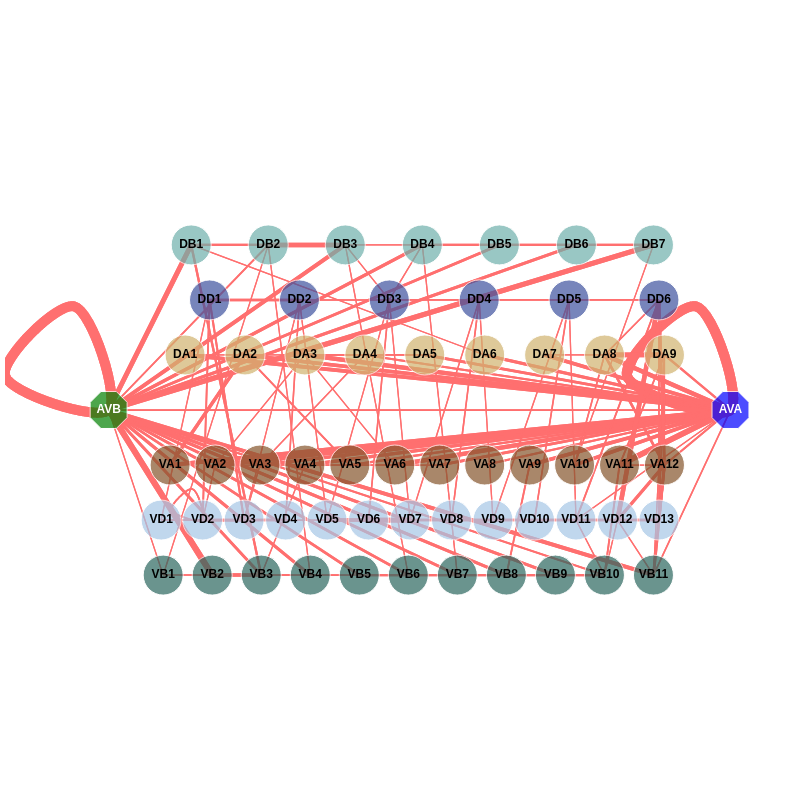 DB1 DB2 DB3 DB4 DB5 DB6 DB7
DD1 DD2 DD3 DD4 DD5 DD6
DA1 DA2 DA3 DA4 DA5 DA6 DA7 DA8 DA9
AVB AVA
VA1 VA2 VA3 VA4 VA5 VA6 VA7 VA8 VA9 VA10 VA11 VA12
VD1 VD2 VD3 VD4 VD5 VD6 VD7 VD8 VD9 VD10 VD11 VD12 VD13
VB1 VB2 VB3 VB4 VB5 VB6 VB7 VB8 VB9 VB10 VB11